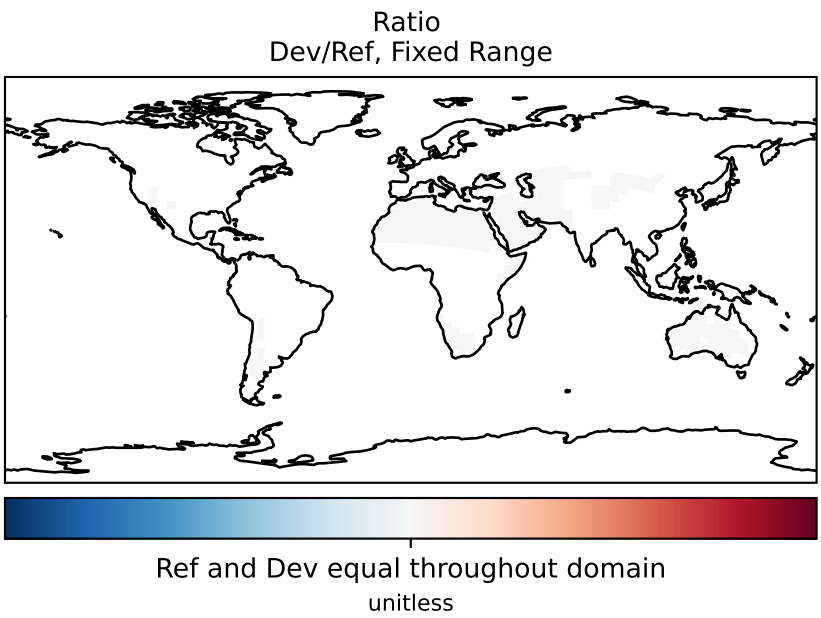 Ratio
Dev/Ref, Fixed Range
Ref and Dev equal throughout domain
unitless